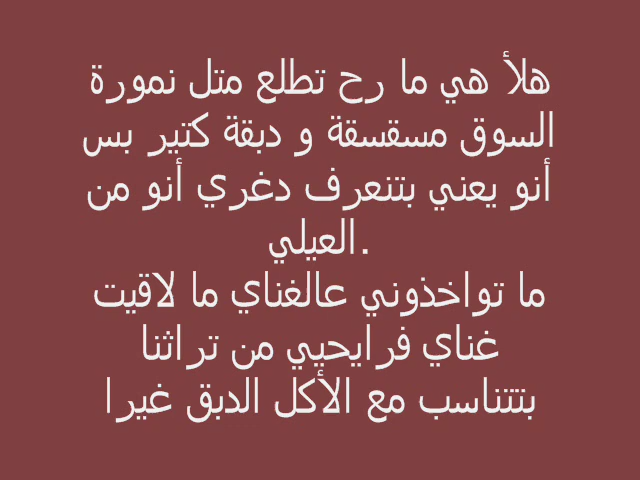 هلأ هي ما رح تطلع متل نمورة
السوق مسقسقة و دبقة كتير بس
أنو يعني بتنعرف دغري أنو من
العيلي.
ما تواخذوني عالغناي ما لاقيت
غناي فرايحيي من تراثنا
بتتناسب مع الأكل الدبق غيرا